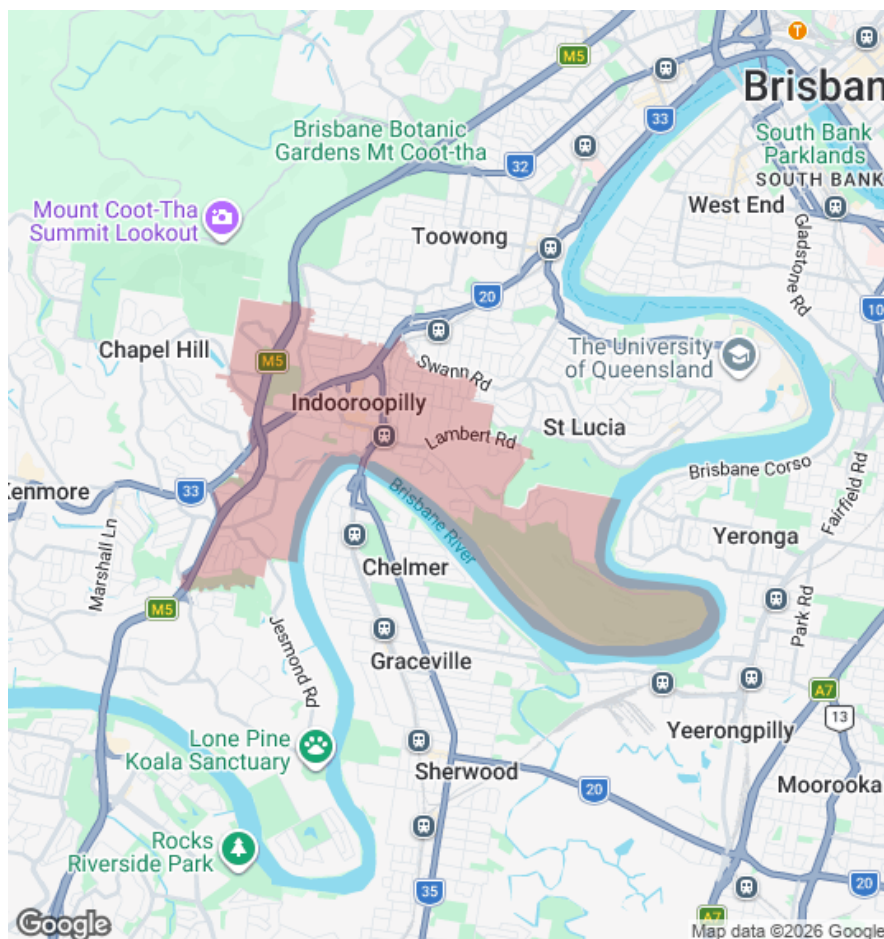 M5
Brisbane
Brisbane Botanic
Gardens Mt Coot-tha
33
South Bank
Parklands
32
SOUTH BANK
Mount Coot-Tha
Summit Lookout
West End
Gladstone Rd
Toowong
20
10
Chapel Hill
M5
Swann Rd
The University
of Queensland
Indooroopilly
Lambert Rd
St Lucia
Brisbane Corso
Fairfield Rd
Kenmore
33
Brisbane River
Yeronga
Marshall Ln
Chelmer
M5
Park Rd
Jesmond Rd
Graceville
A7
13
Yeerongpilly
Lone Pine
Koala Sanctuary
Sherwood
20
Moorooka
Rocks
Riverside Park
35
20
A7
Google
Map data ©2026 Google